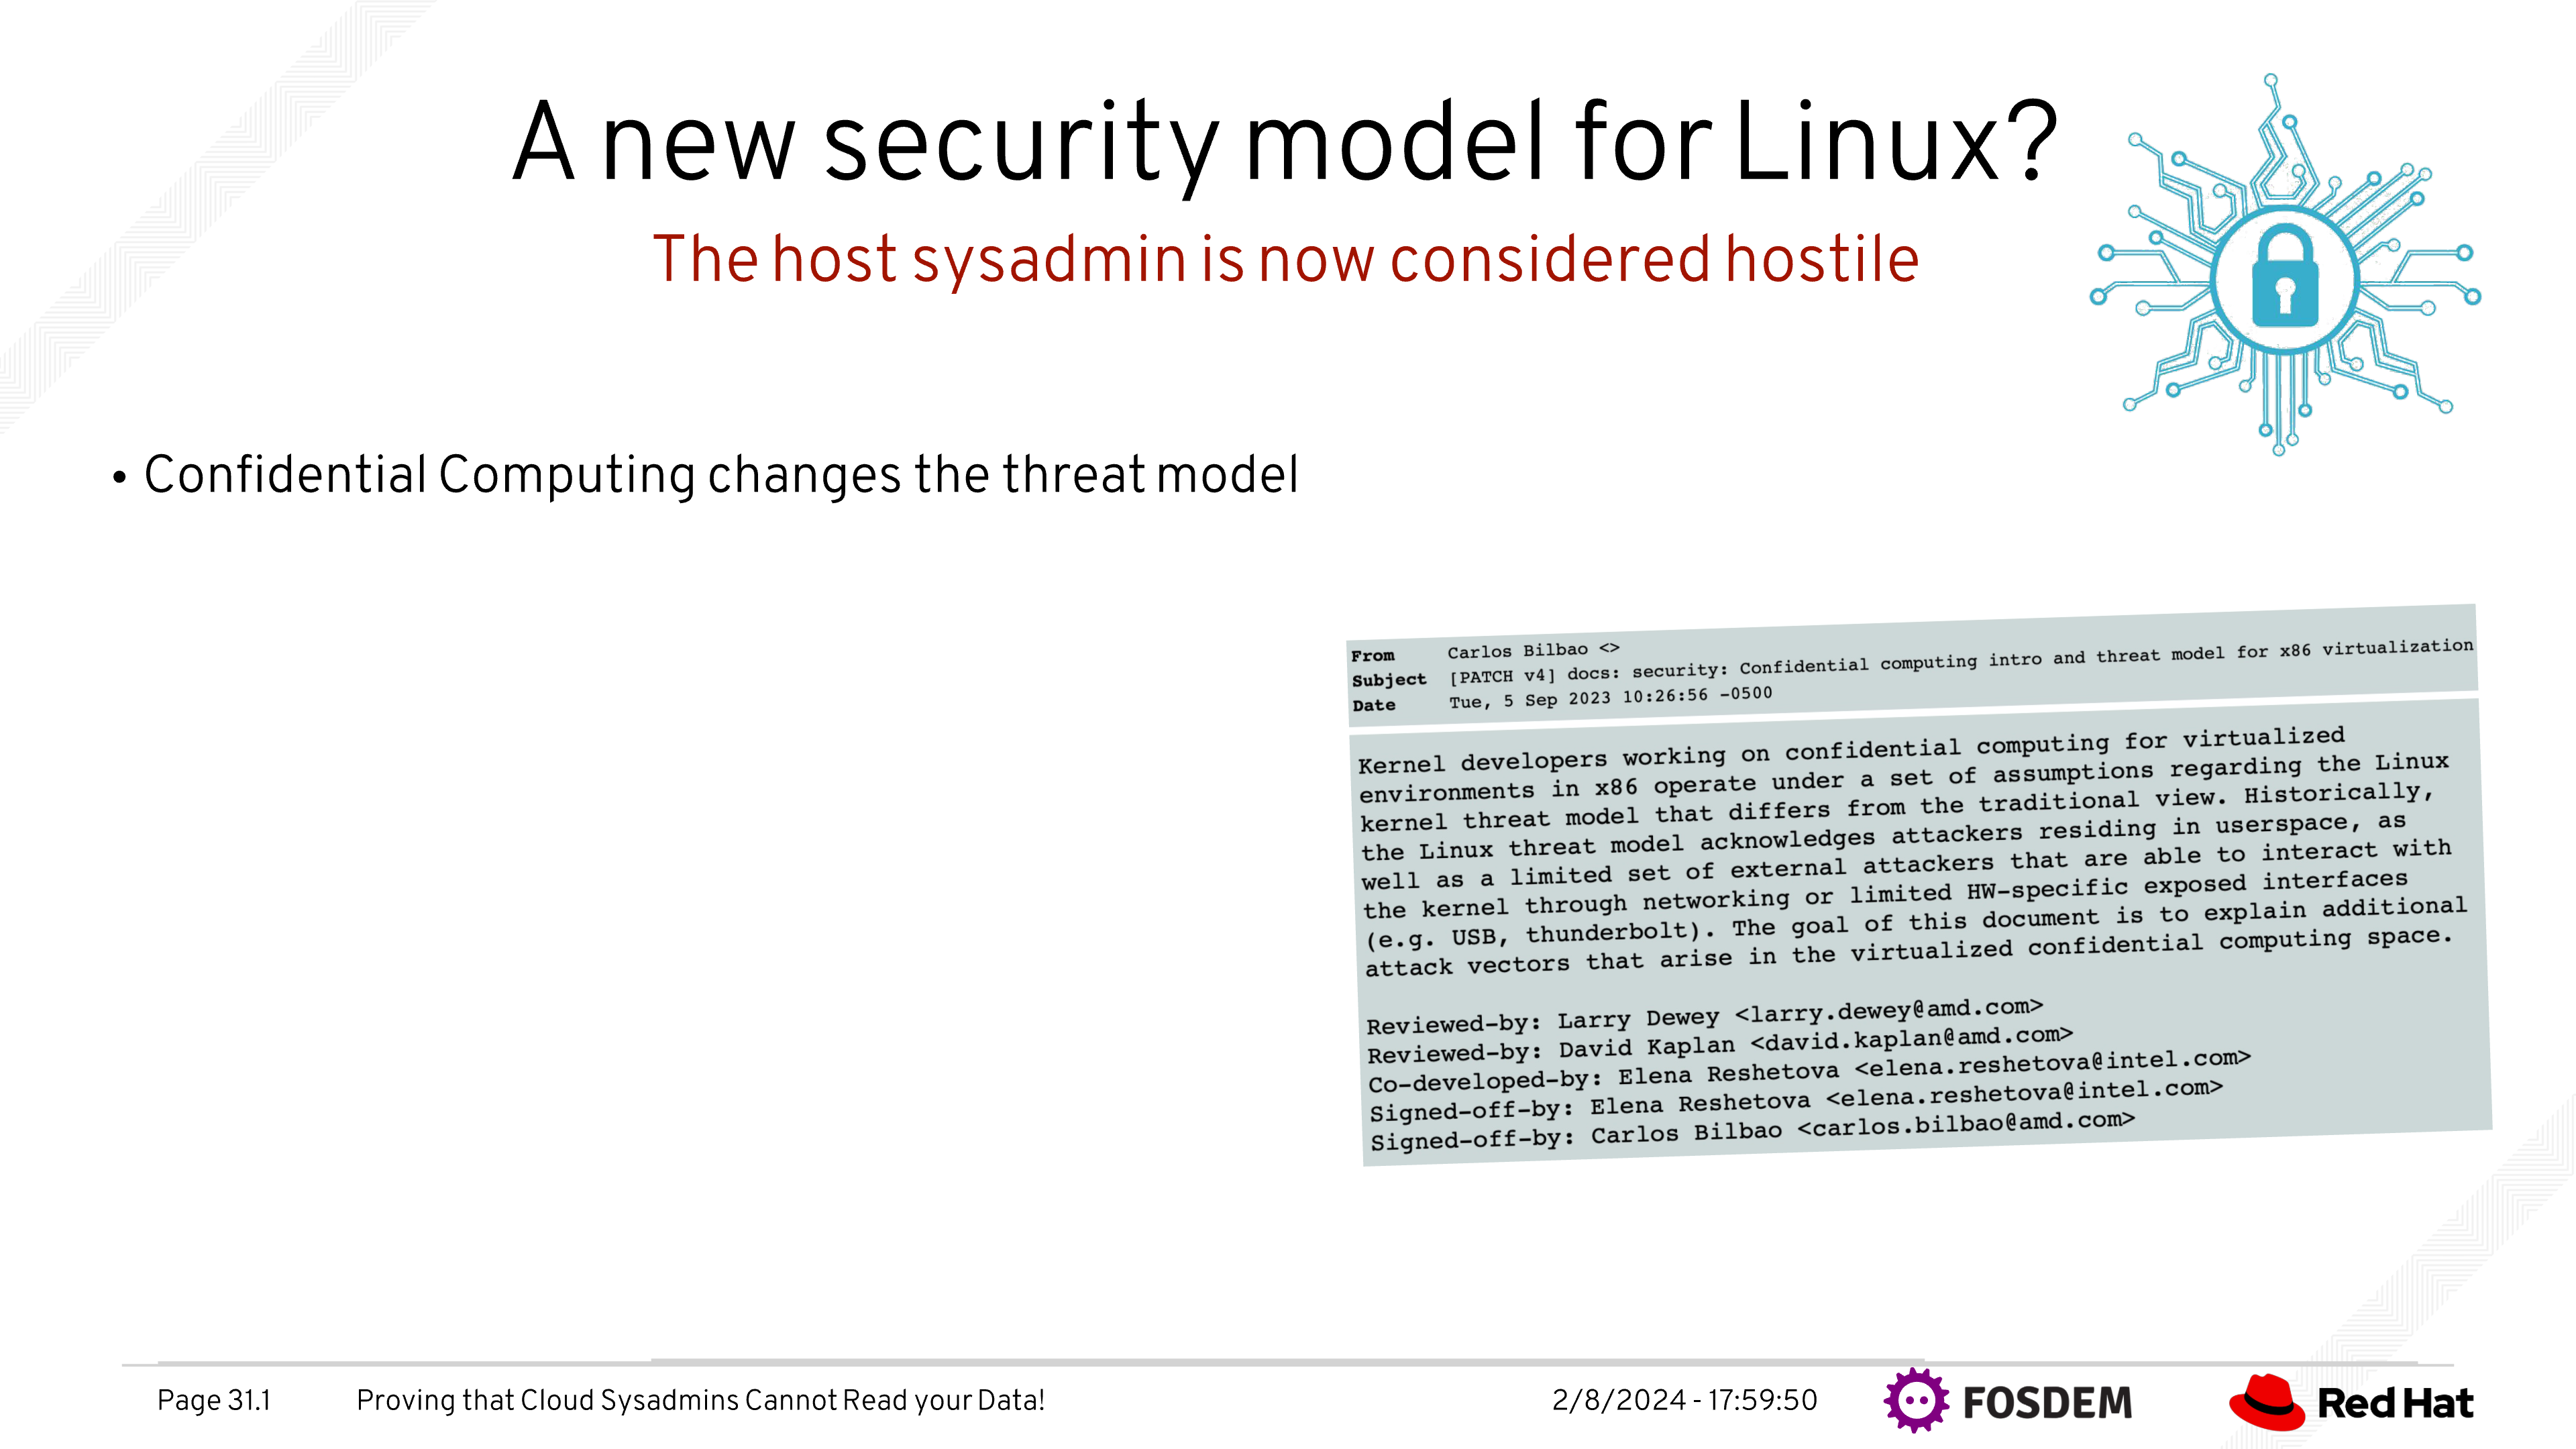 A new security model for Linux?
The host sysadmin is now considered hostile
• Confidential Computing changes the threat model
From Carlos Bilbao <>
Subject [PATCH v4] docs: security: Confidential computing intro and threat model for x86 virtualization
Date Tue, 5 Sep 2023 10:26:56 -0500
Kernel developers working on confidential computing for virtualized
environments in x86 operate under a set of assumptions regarding the Linux
kernel threat model that differs from the traditional view. Historically,
the Linux threat model acknowledges attackers residing in userspace, as
well as a limited set of external attackers that are able to interact with
the kernel through networking or limited HW-specific exposed interfaces
(e.g. USB, thunderbolt). The goal of this document is to explain additional
attack vectors that arise in the virtualized confidential computing space.
Reviewed-by: Larry Dewey <larry.dewey@amd.com>
Reviewed-by: David Kaplan <david.kaplan@amd.com>
Co-developed-by: Elena Reshetova <elena.reshetova@intel.com>
Signed-off-by: Elena Reshetova <elena.reshetova@intel.com>
Signed-off-by: Carlos Bilbao <carlos.bilbao@amd.com>
Page 31.1 Proving that Cloud Sysadmins Cannot Read your Data! 2/8/2024 - 17:59:50 FOSDEM Red Hat